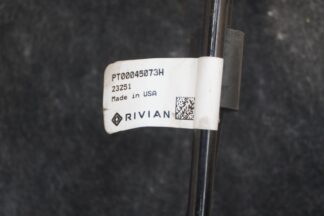 PT00045073H
23251
Made in USA
RIVIAN